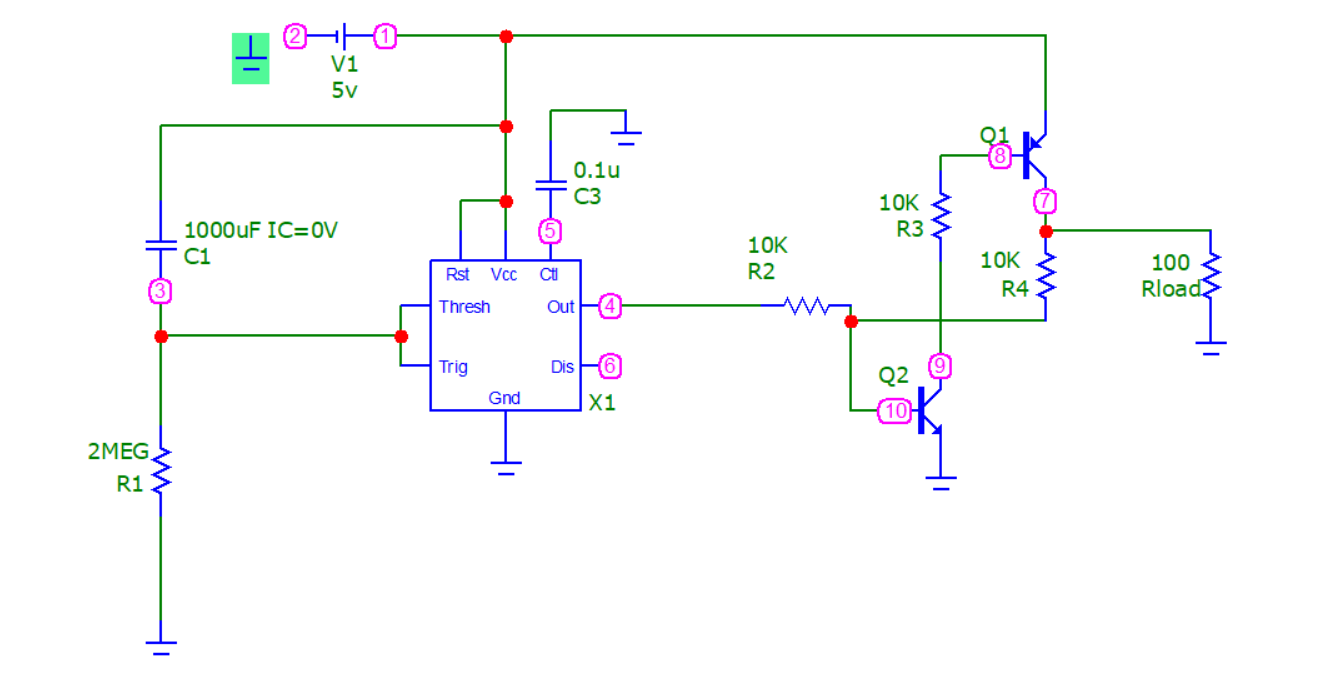 2
1
V1
5v
Q1
8
0.1u
C3
10K
R3
7
1000uF IC=0V
C1
5
10K
R2
10K
R4
100
Rload
Rst Vcc Ctl
3
Thresh Out 4
Trig Dis 6
Gnd
X1
Q2
9
10
2MEG
R1